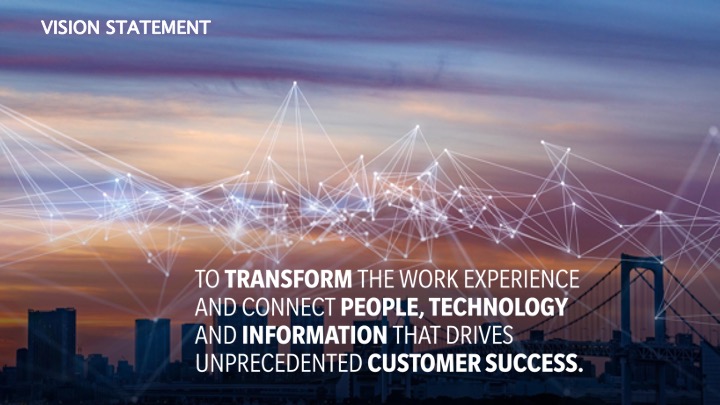 VISION STATEMENT
TO TRANSFORM THE WORK EXPERIENCE
AND CONNECT PEOPLE, TECHNOLOGY
AND INFORMATION THAT DRIVES
UNPRECEDENTED CUSTOMER SUCCESS.